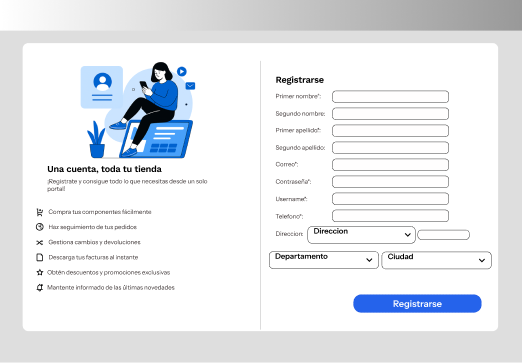 Una cuenta, toda tu tienda
¡Registrate y consigue todo lo que necesitas desde un solo
portal!
Compra tus componentes fácilmente
Haz seguimiento de tus pedidos
Gestiona cambios y devoluciones
Descarga tus facturas al instante
Obtén descuentos y promociones exclusivas
Mantente informado de las últimas novedades
Registrarse
Primer nombre*:
Segundo nombre:
Primer apellido*:
Segundo apellido:
Correo*:
Contraseña*:
Username*:
Telefono*:
Direccion: Direccion
Departamento Ciudad
Registrarse